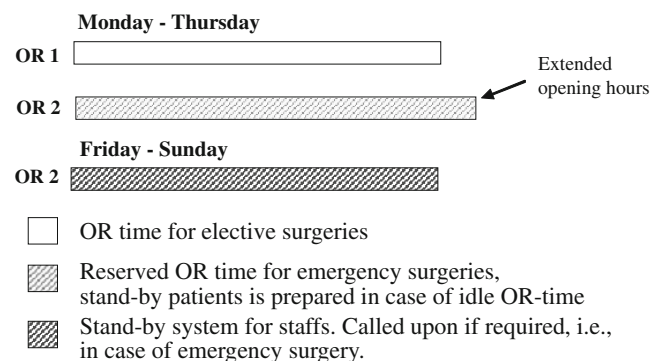 Monday - Thursday
OR 1
Extended
opening hours
OR 2
Friday - Sunday
OR 2
OR time for elective surgeries
Reserved OR time for emergency surgeries,
stand-by patients is prepared in case of idle OR-time
Stand-by system for staffs. Called upon if required, i.e.,
in case of emergency surgery.